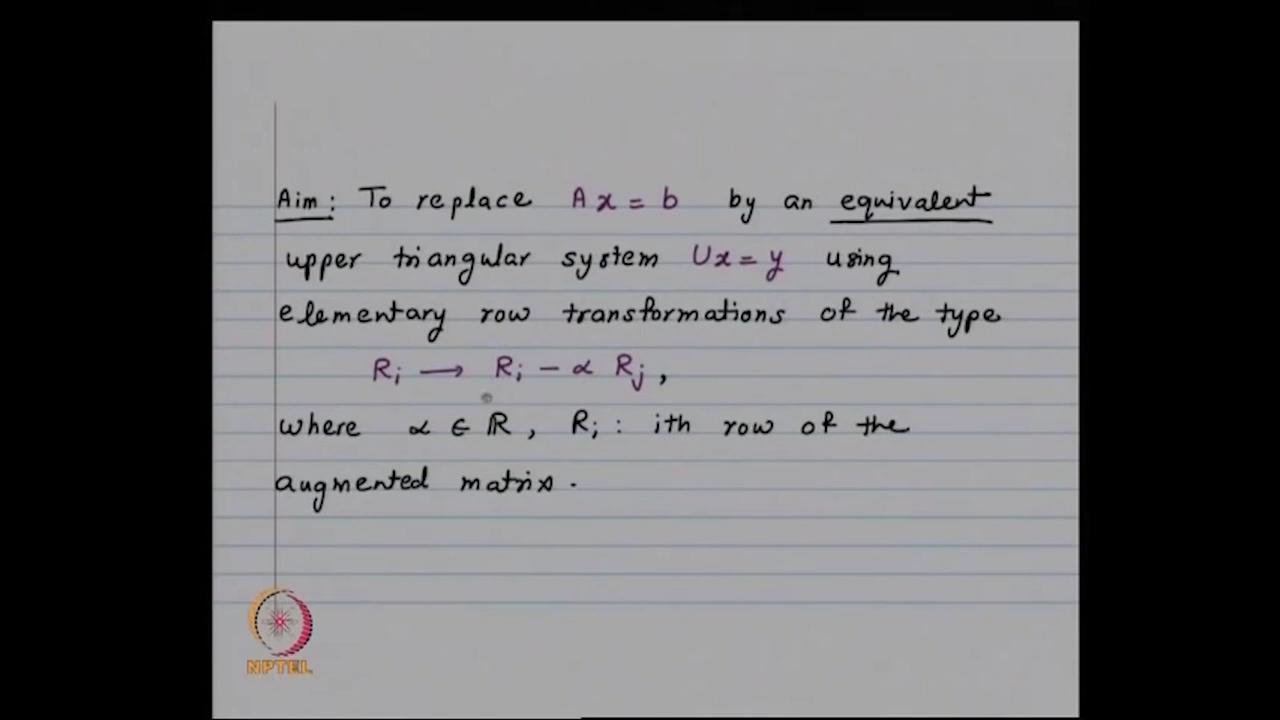 Aim: To replace Ax = b by an equivalent
upper triangular system Ux = y using
elementary row transformations of the type
Ri → Ri − α Rj,
where α ∈ ℝ, Ri : ith row of the
augmented matrix.
NPTEL